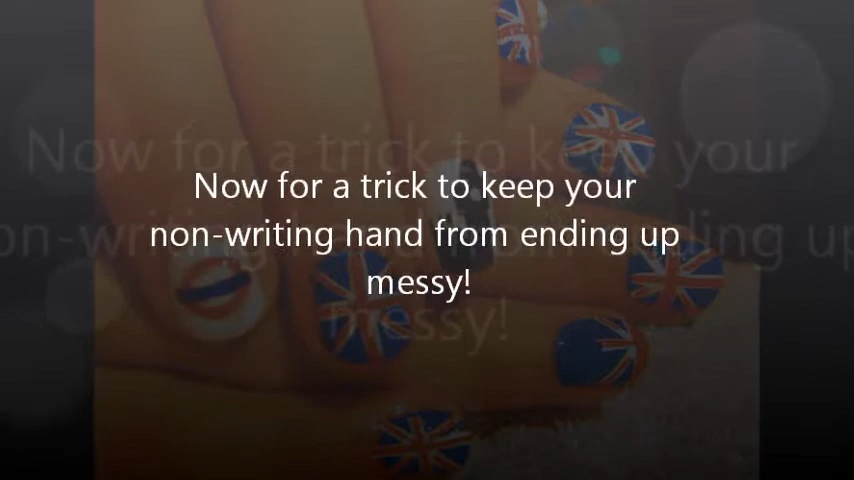 Now for a trick to keep your
non-writing hand from ending up
messy!